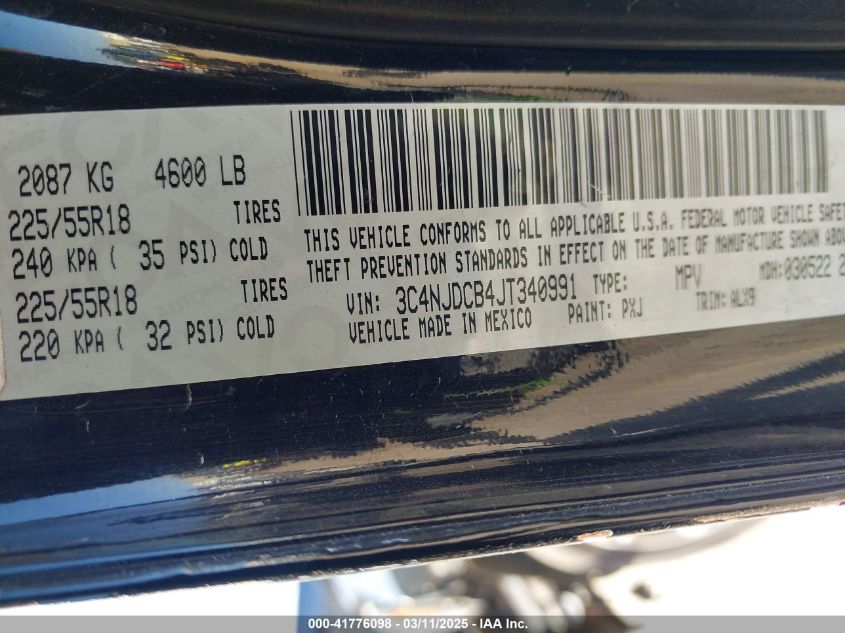 2087 KG 4600 LB
225/55R18 TIRES
240 KPA ( 35 PSI) COLD
225/55R18 TIRES
220 KPA ( 32 PSI) COLD
THIS VEHICLE CONFORMS TO ALL APPLICABLE U.S.A. FEDERAL MOTOR VEHICLE SAFET
THEFT PREVENTION STANDARDS IN EFFECT ON THE DATE OF MANUFACTURE SHOWN ABOV
VIN: 3C4NJDCB4JT340991 TYPE: MPV MDH:030522 2
VEHICLE MADE IN MEXICO PAINT: PXJ TRIM: ALX9
000-41776098 - 03/11/2025 - IAA Inc.